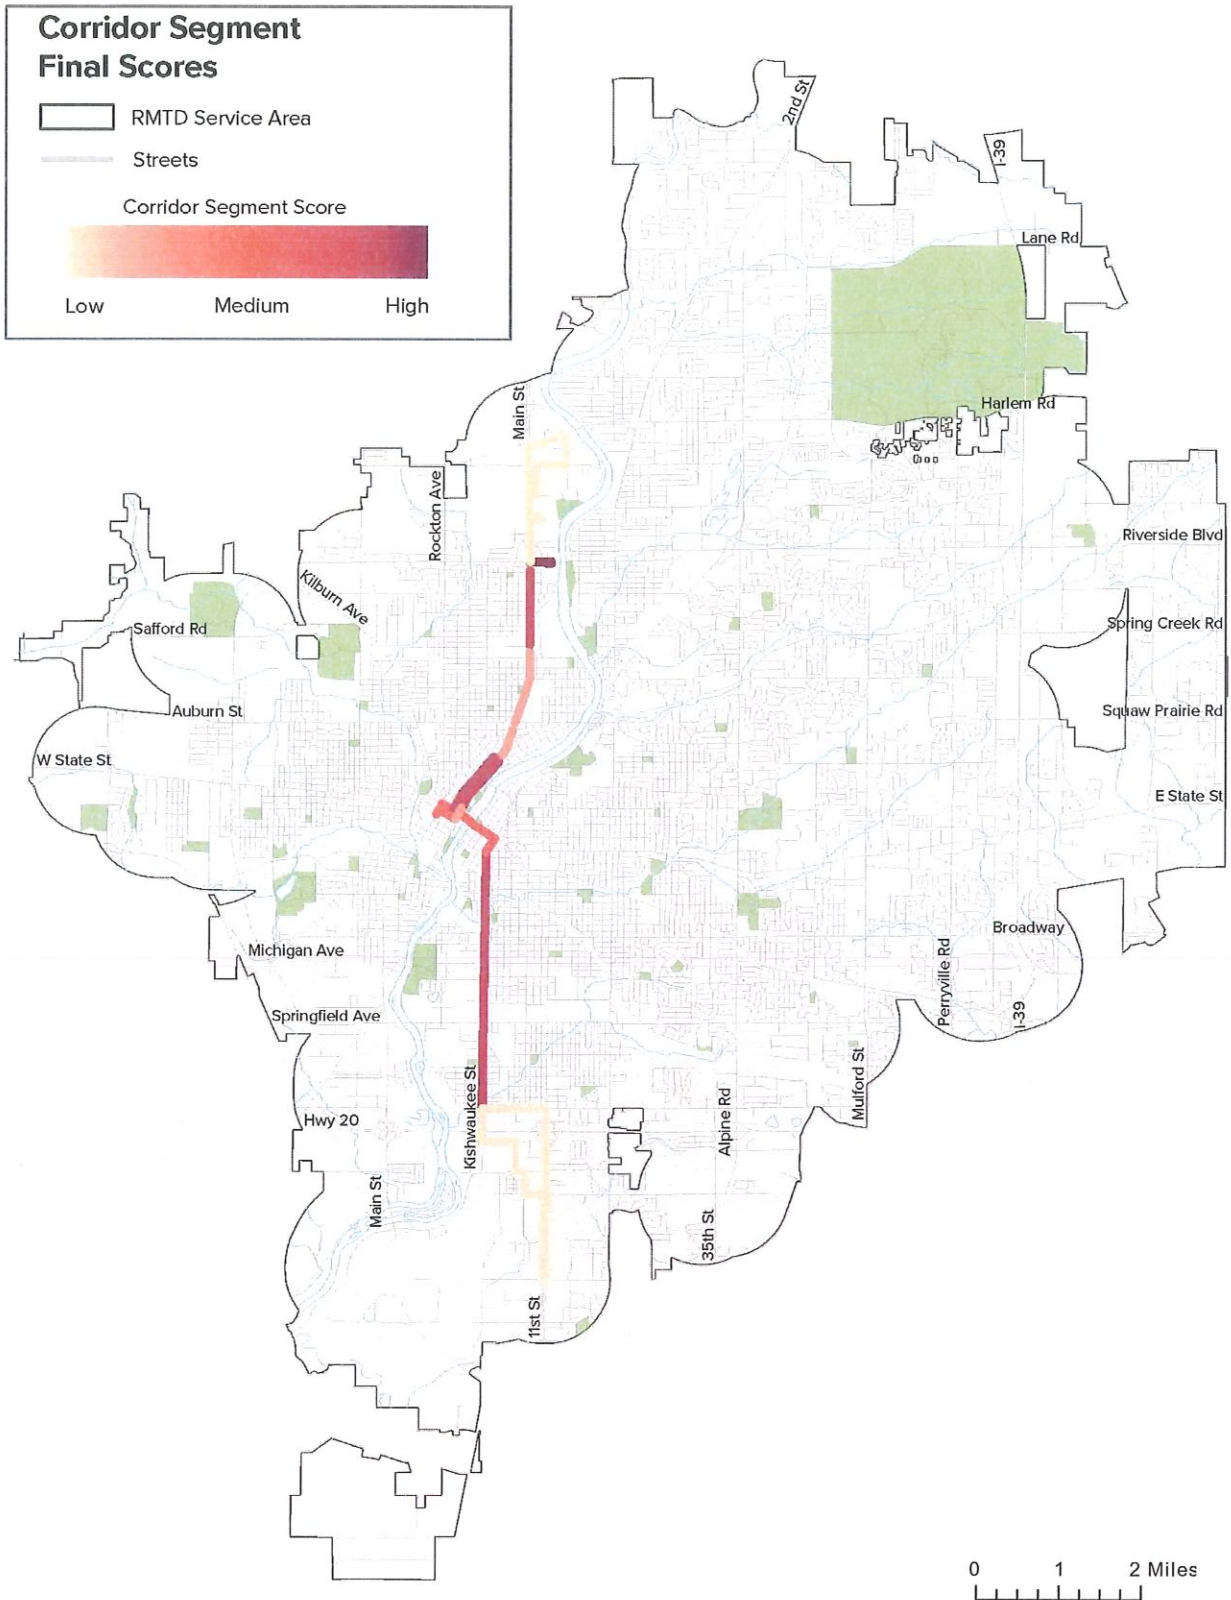 Corridor Segment
Final Scores
RMTD Service Area
Streets
Corridor Segment Score
Low Medium High
2nd St
I-39
Lane Rd
Main St
Harlem Rd
Rockton Ave
Riverside Blvd
Kilburn Ave
Safford Rd
Spring Creek Rd
Auburn St
Squaw Prairie Rd
W State St
E State St
Broadway
Michigan Ave
Perryville Rd
I-39
Springfield Ave
Mulford St
Kishwaukee St
Alpine Rd
Hwy 20
Main St
35th St
11st St
0 1 2 Miles